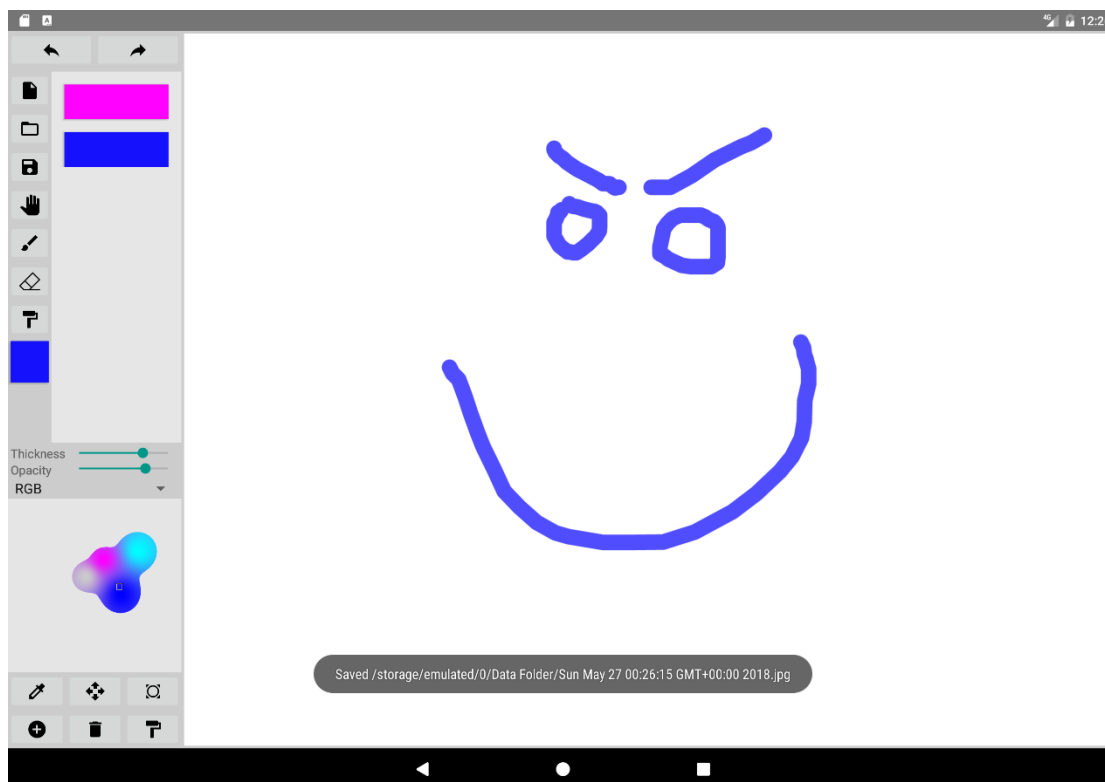 4G 12:2
A
Thickness
Opacity
RGB
Saved /storage/emulated/0/Data Folder/Sun May 27 00:26:15 GMT+00:00 2018.jpg